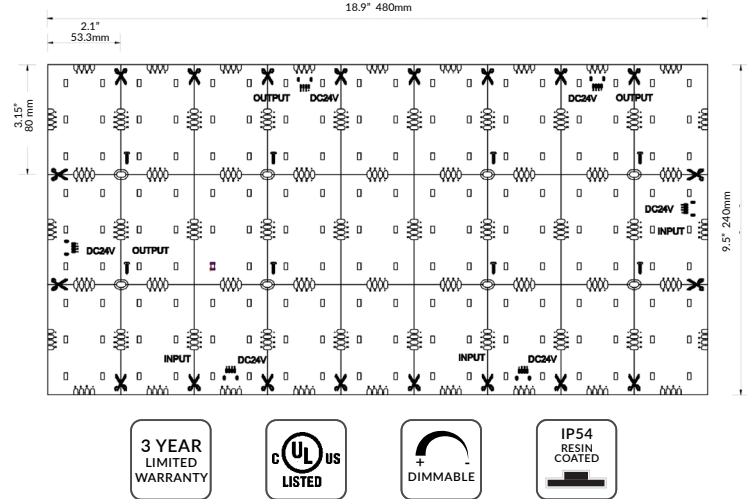 18.9" 480mm
2.1"
53.3mm
3.15"
80 mm
9.5" 240mm
OUTPUT DC24V
DC24V OUTPUT
DC24V
INPUT
DC24V OUTPUT
INPUT DC24V
INPUT DC24V
3 YEAR
LIMITED
WARRANTY
C UL US
LISTED
+ -
DIMMABLE
IP54
RESIN
COATED